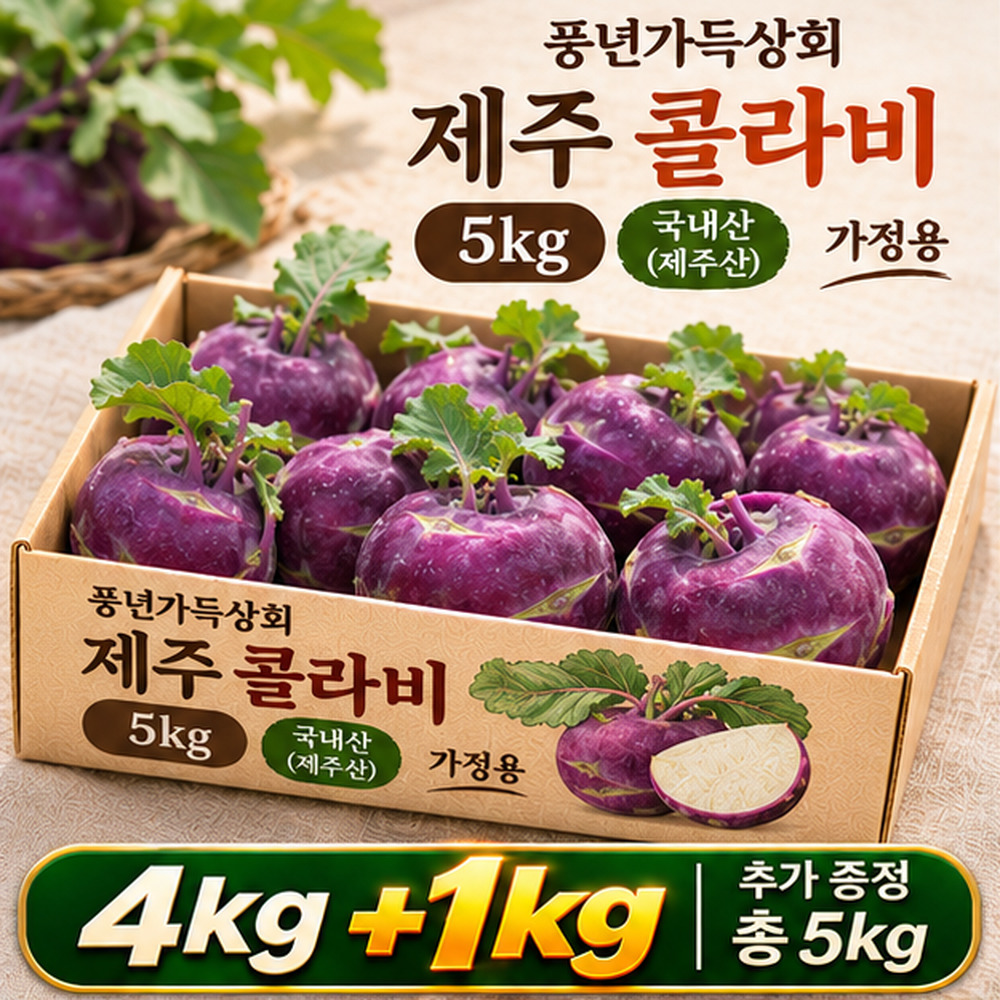 풍년가득상회
제주 콜라비
5kg
국내산
(제주산)
가정용
풍년가득상회
제주 콜라비
5kg
국내산
(제주산)
가정용
4kg +1kg
추가 증정
총 5kg